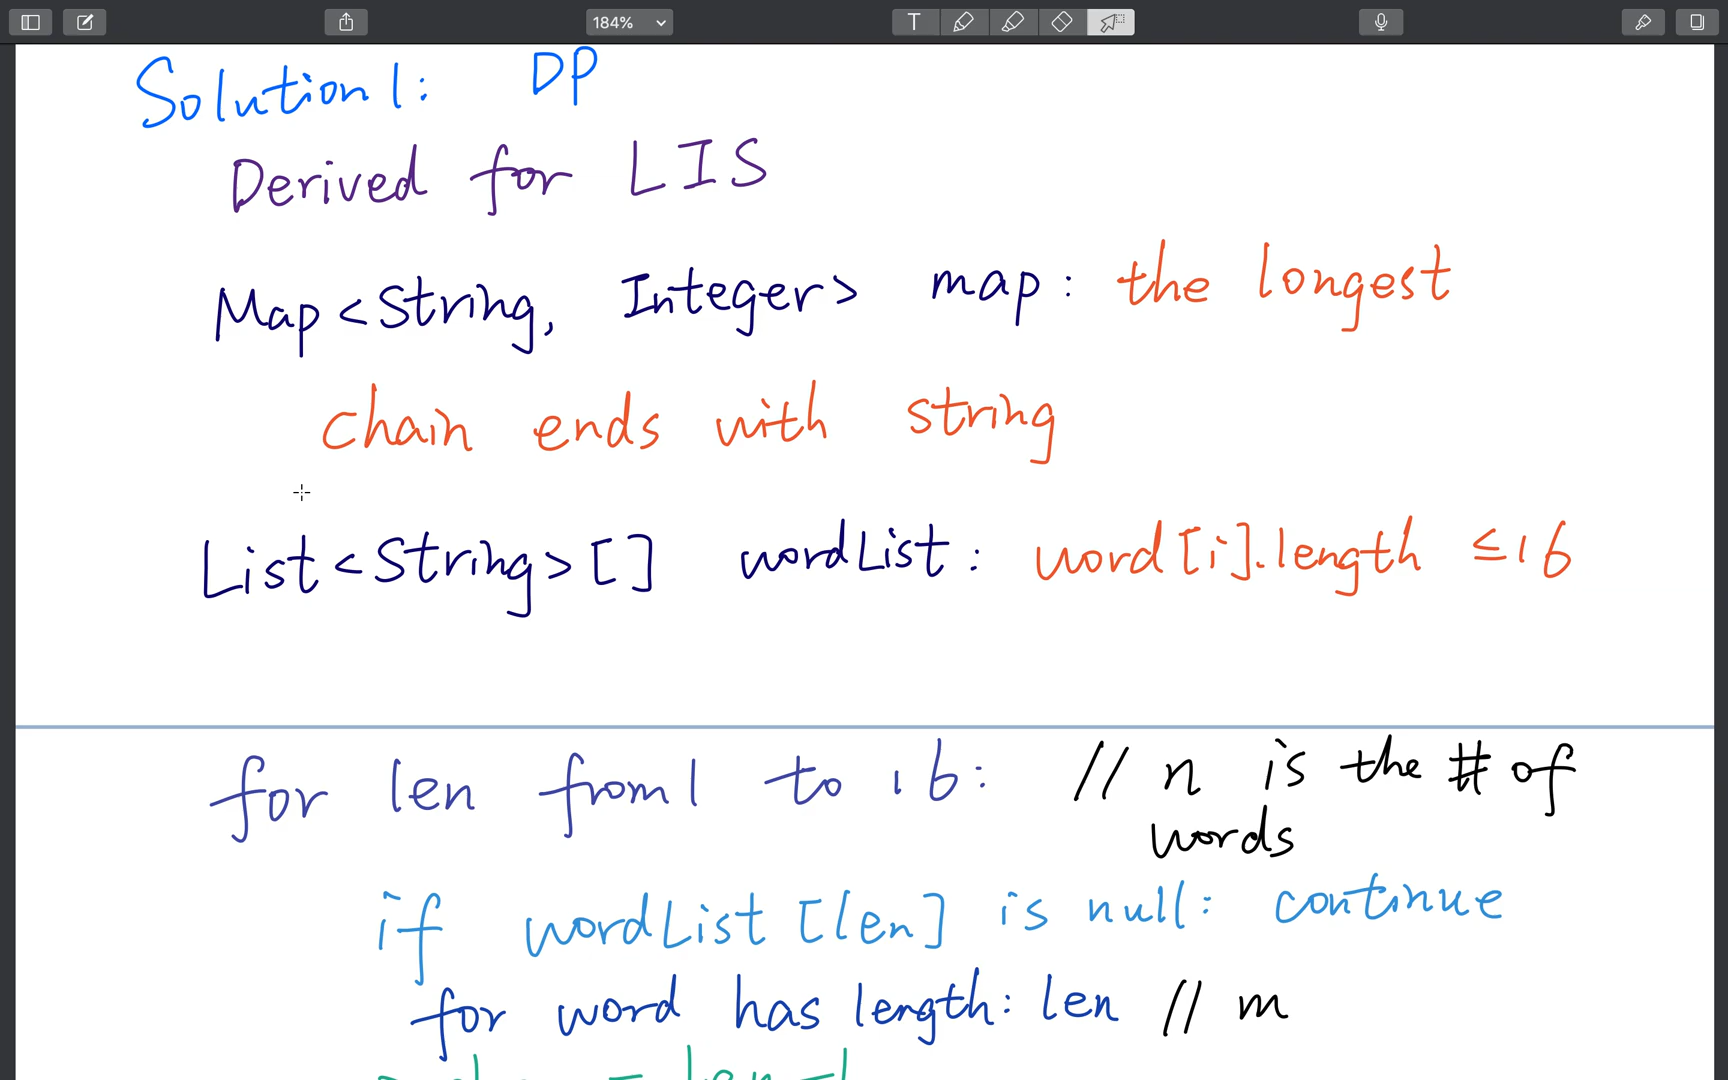 184%
T
Solution 1: DP
Derived for LIS
Map<String, Integer> map: the longest
chain ends with string
List<String>[] wordList: word[i].length ≤16
for len from 1 to 16: // n is the # of
words
if wordList [len] is null: continue
for word has length: len // m